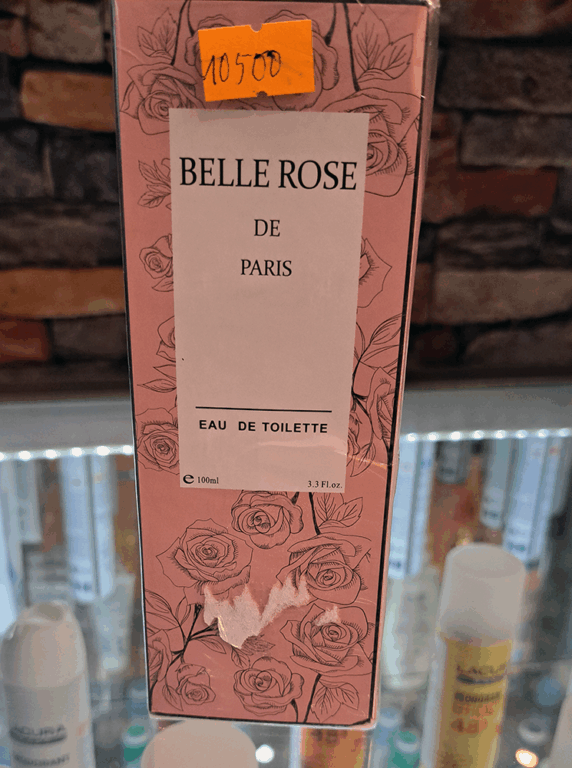 10500
BELLE ROSE
DE
PARIS
EAU DE TOILETTE
e 100ml 3.3 Fl.oz.